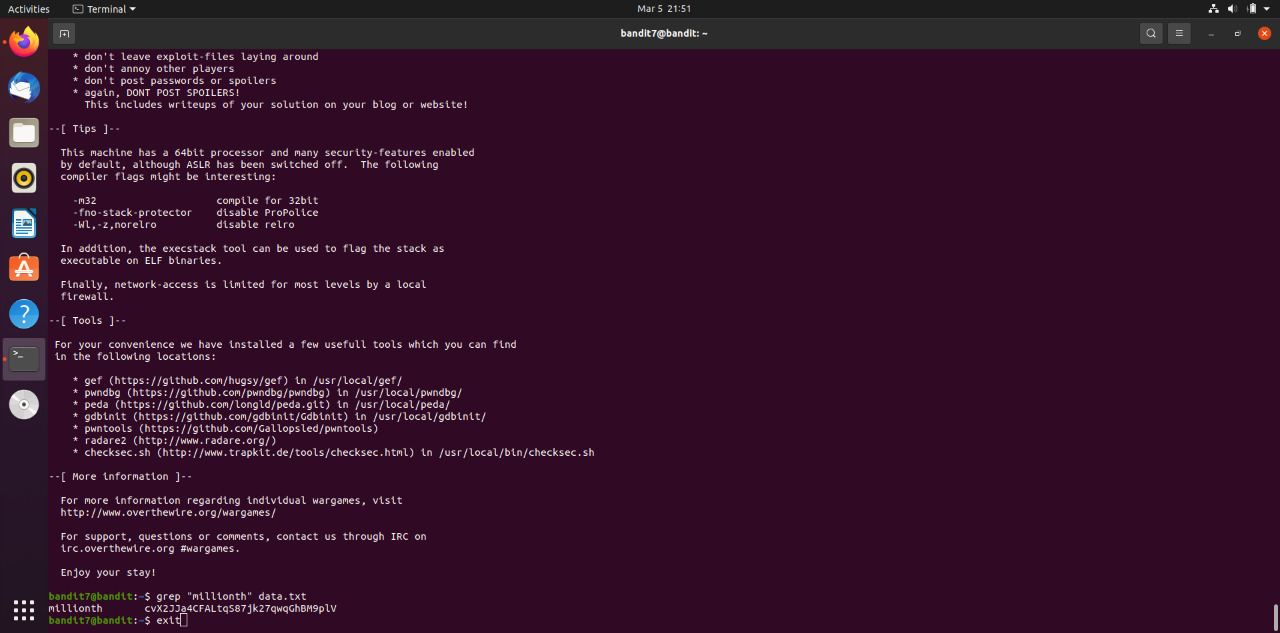 Activities Terminal Mar 5 21:51
bandit7@bandit: ~
* don't leave exploit-files laying around
* don't annoy other players
* don't post passwords or spoilers
* again, DONT POST SPOILERS!
This includes writeups of your solution on your blog or website!
--[ Tips ]--
This machine has a 64bit processor and many security-features enabled
by default, although ASLR has been switched off.  The following
compiler flags might be interesting:
-m32                    compile for 32bit
-fno-stack-protector    disable ProPolice
-Wl,-z,norelro          disable relro
In addition, the execstack tool can be used to flag the stack as
executable on ELF binaries.
Finally, network-access is limited for most levels by a local
firewall.
--[ Tools ]--
For your convenience we have installed a few usefull tools which you can find
in the following locations:
* gef (https://github.com/hugsy/gef) in /usr/local/gef/
* pwndbg (https://github.com/pwndbg/pwndbg) in /usr/local/pwndbg/
* peda (https://github.com/longld/peda.git) in /usr/local/peda/
* gdbinit (https://github.com/gdbinit/Gdbinit) in /usr/local/gdbinit/
* pwntools (https://github.com/Gallopsled/pwntools)
* radare2 (http://www.radare.org/)
* checksec.sh (http://www.trapkit.de/tools/checksec.html) in /usr/local/bin/checksec.sh
--[ More information ]--
For more information regarding individual wargames, visit
http://www.overthewire.org/wargames/
For support, questions or comments, contact us through IRC on
irc.overthewire.org #wargames.
Enjoy your stay!
bandit7@bandit:~$ grep "millionth" data.txt
millionth       cvX2JJa4CFALtqS87jk27qwqGhBM9plV
bandit7@bandit:~$ exit